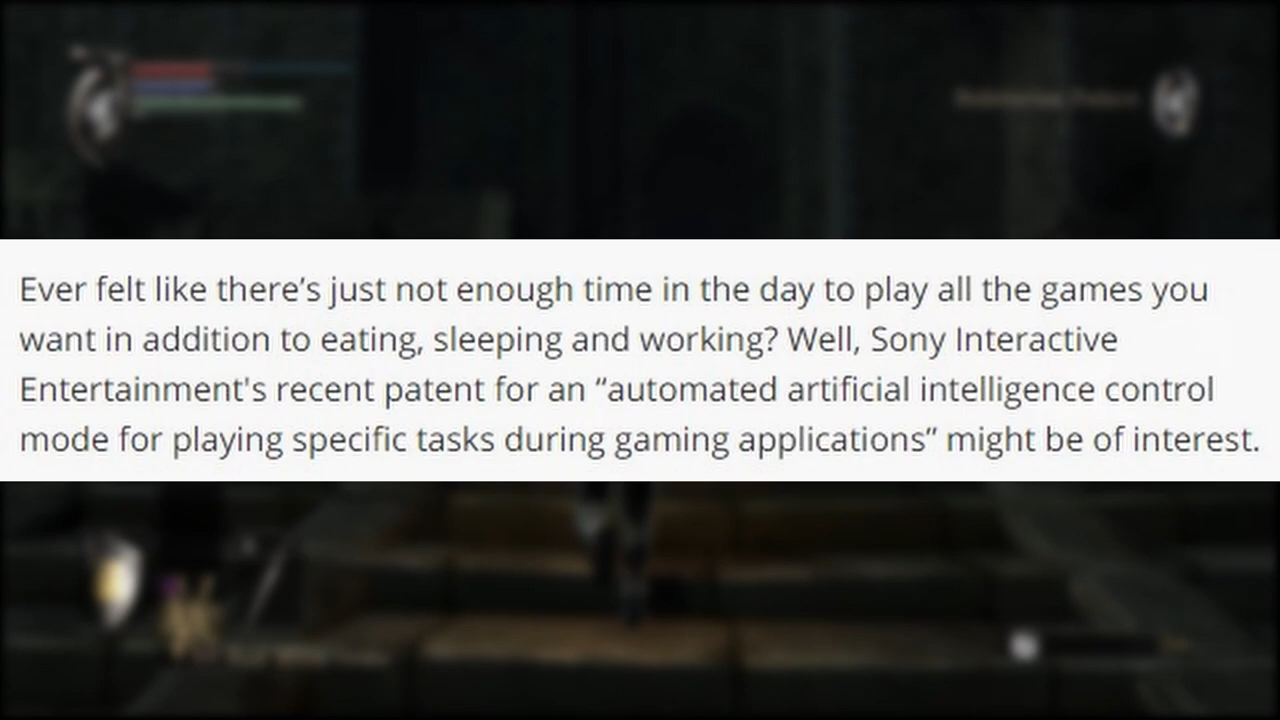 Ever felt like there’s just not enough time in the day to play all the games you
want in addition to eating, sleeping and working? Well, Sony Interactive
Entertainment's recent patent for an “automated artificial intelligence control
mode for playing specific tasks during gaming applications” might be of interest.